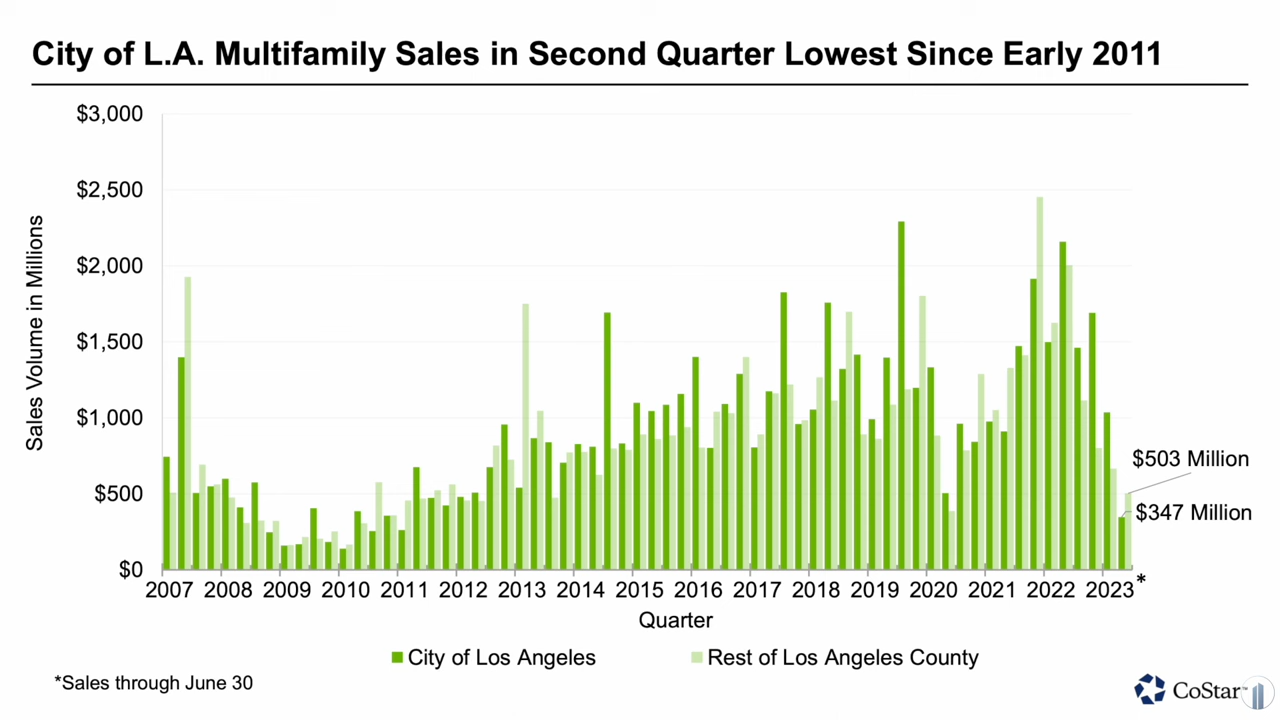 City of L.A. Multifamily Sales in Second Quarter Lowest Since Early 2011
Sales Volume in Millions
$3,000
$2,500
$2,000
$1,500
$1,000
$500
$0
$503 Million
$347 Million
2007 2008 2009 2010 2011 2012 2013 2014 2015 2016 2017 2018 2019 2020 2021 2022 2023 *
Quarter
City of Los Angeles Rest of Los Angeles County
*Sales through June 30
CoStar™